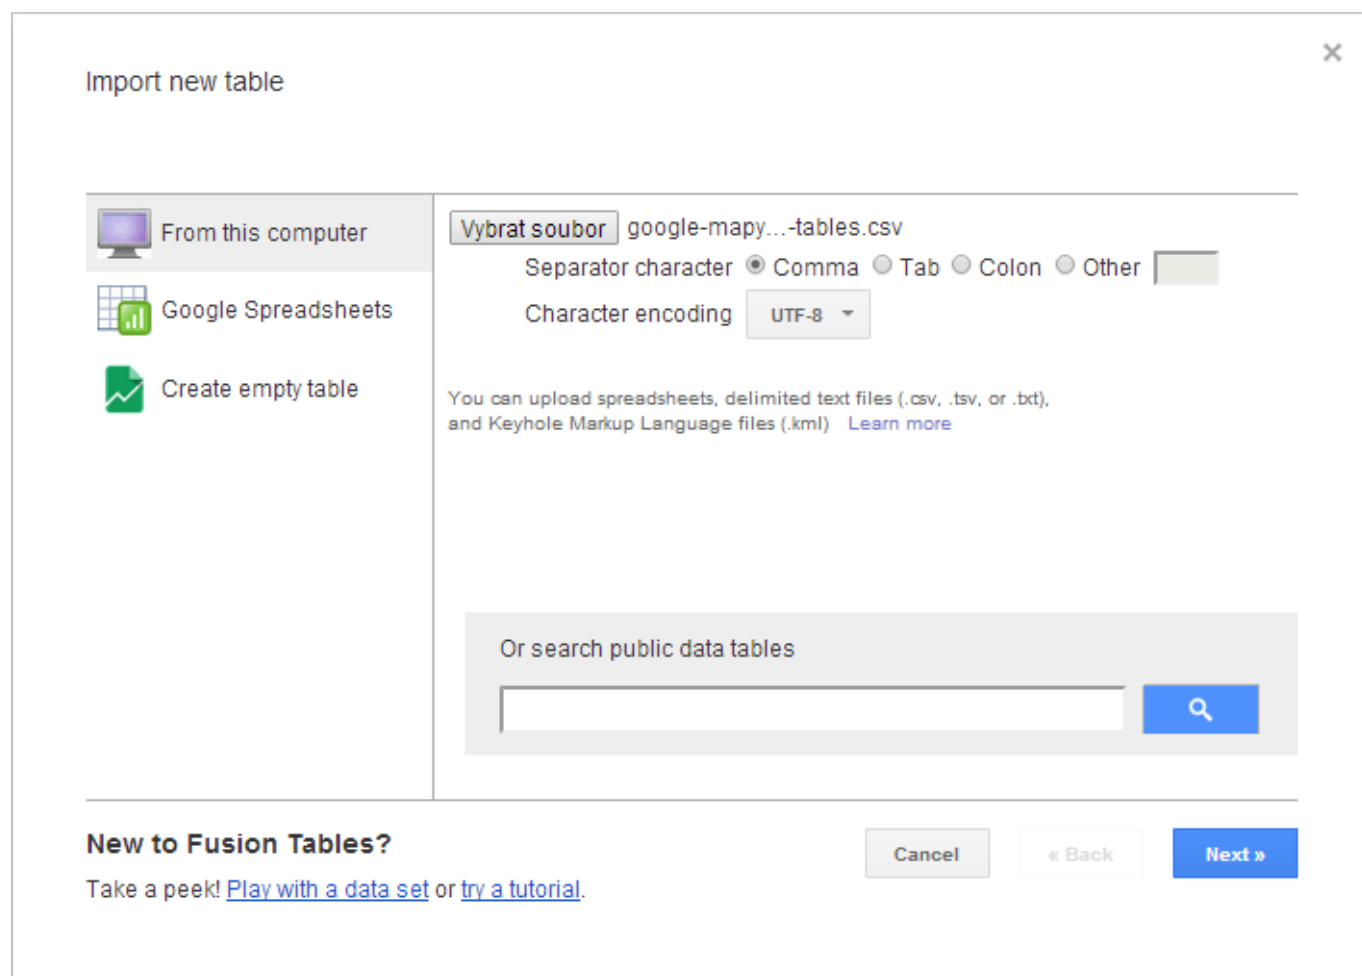 ×
Import new table
From this computer
Google Spreadsheets
Create empty table
Vybrat soubor google-mapy...-tables.csv
Separator character Comma Tab Colon Other
Character encoding UTF-8
You can upload spreadsheets, delimited text files (.csv, .tsv, or .txt),
and Keyhole Markup Language files (.kml) Learn more
Or search public data tables
New to Fusion Tables?
Take a peek! Play with a data set or try a tutorial.
Cancel « Back Next »